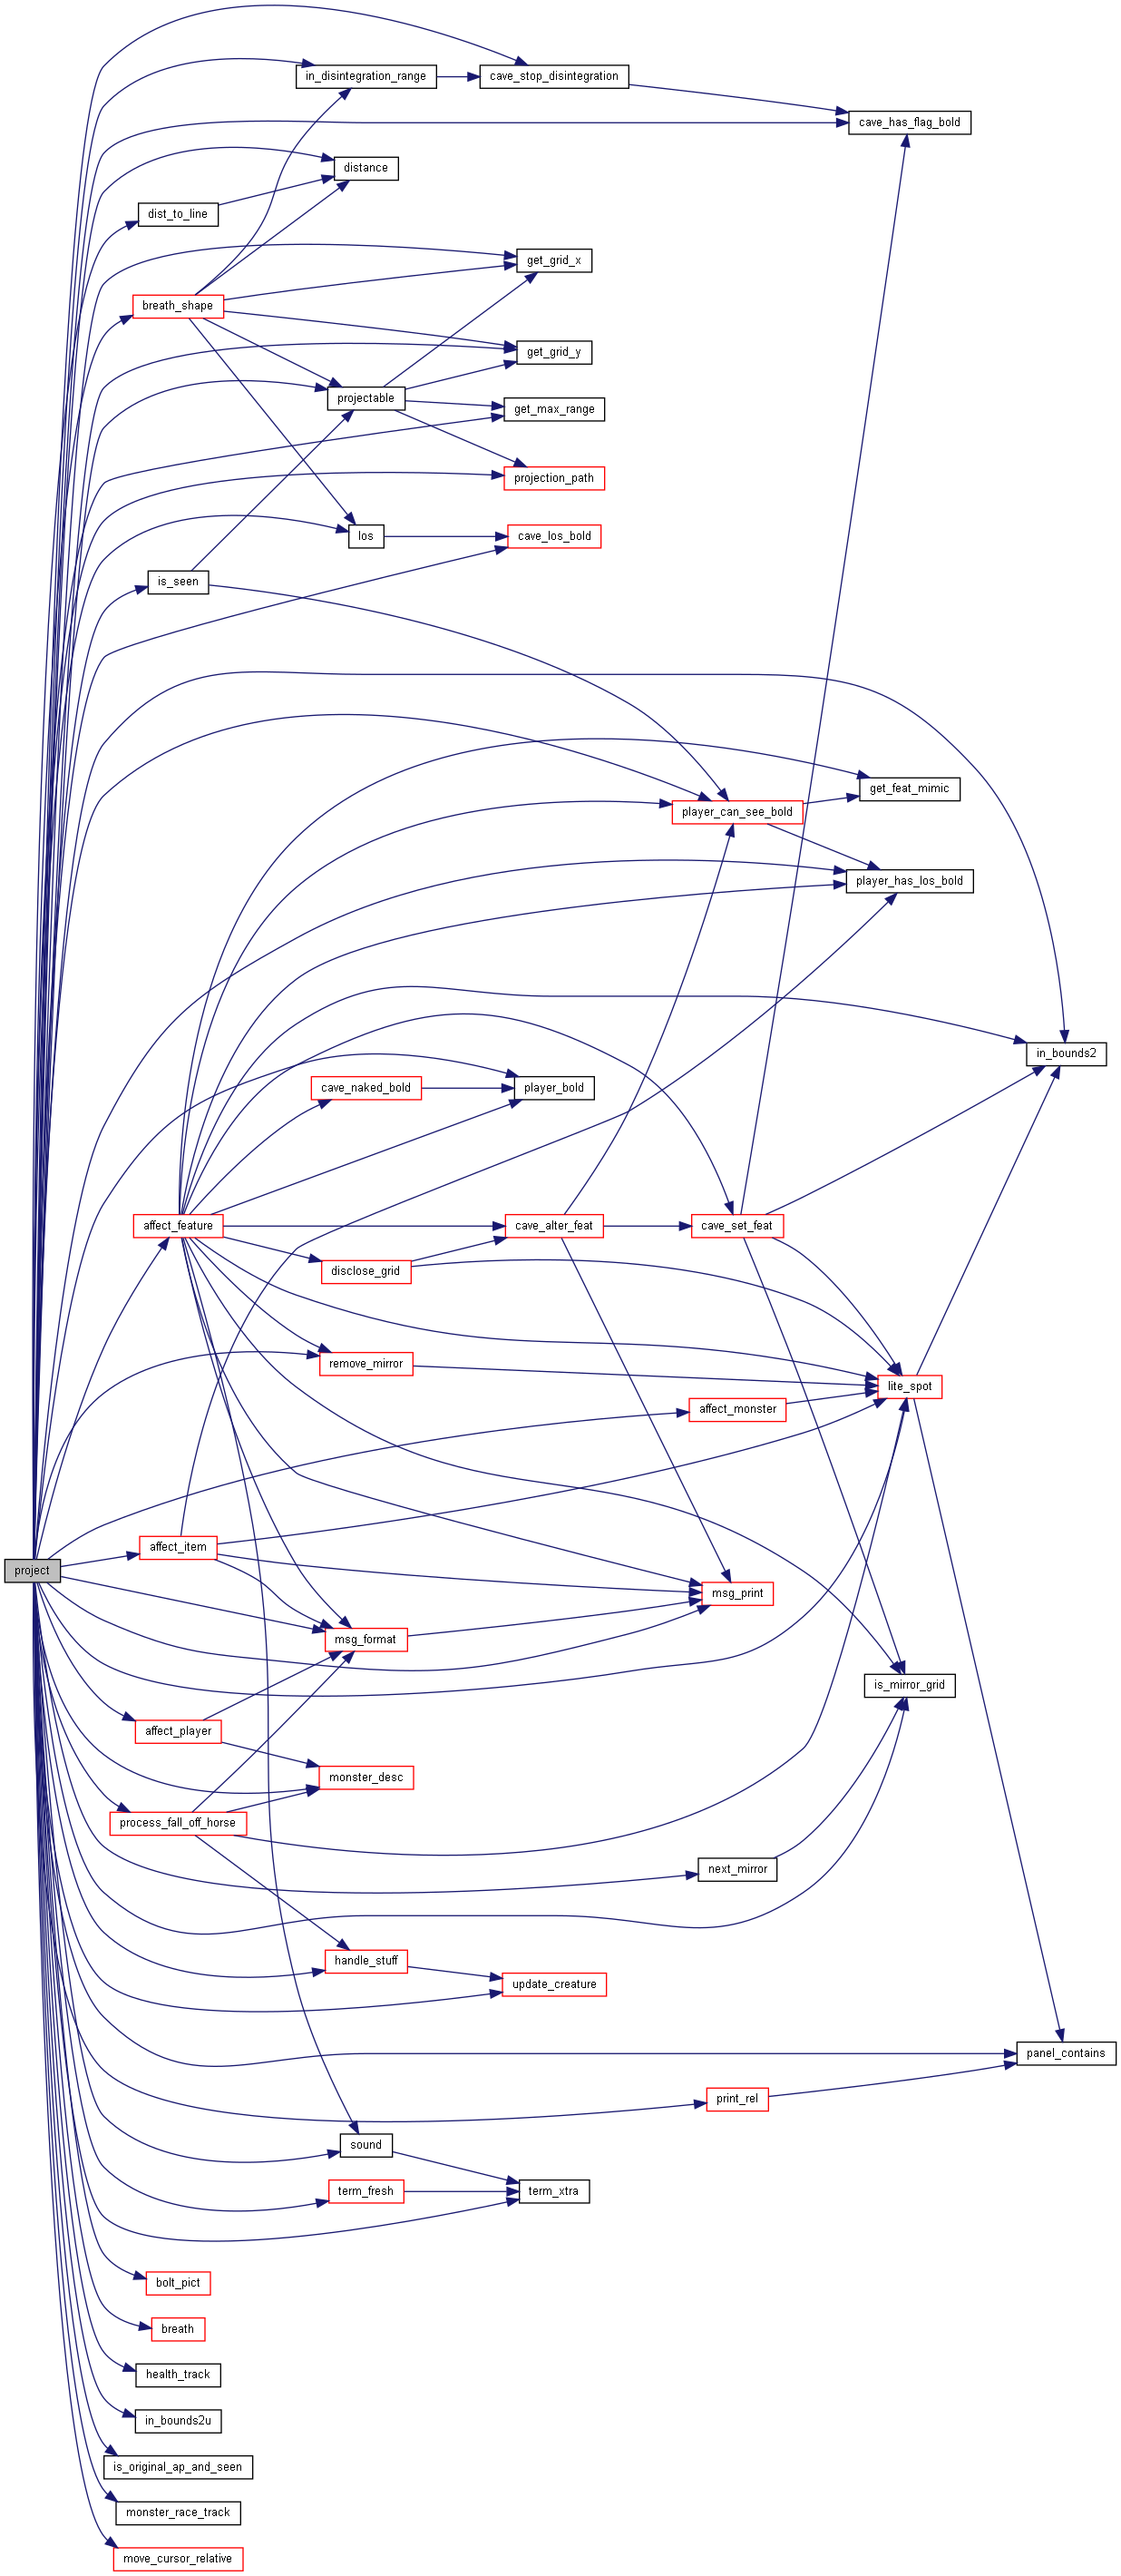 in_disintegration_range
cave_stop_disintegration
cave_has_flag_bold
distance
dist_to_line
get_grid_x
breath_shape
get_grid_y
projectable
get_max_range
projection_path
los
cave_los_bold
is_seen
get_feat_mimic
player_can_see_bold
player_has_los_bold
in_bounds2
cave_naked_bold
player_bold
affect_feature
cave_alter_feat
cave_set_feat
disclose_grid
remove_mirror
lite_spot
affect_monster
affect_item
project
msg_print
msg_format
is_mirror_grid
affect_player
monster_desc
process_fall_off_horse
next_mirror
handle_stuff
update_creature
panel_contains
print_rel
sound
term_fresh
term_xtra
bolt_pict
breath
health_track
in_bounds2u
is_original_ap_and_seen
monster_race_track
move_cursor_relative